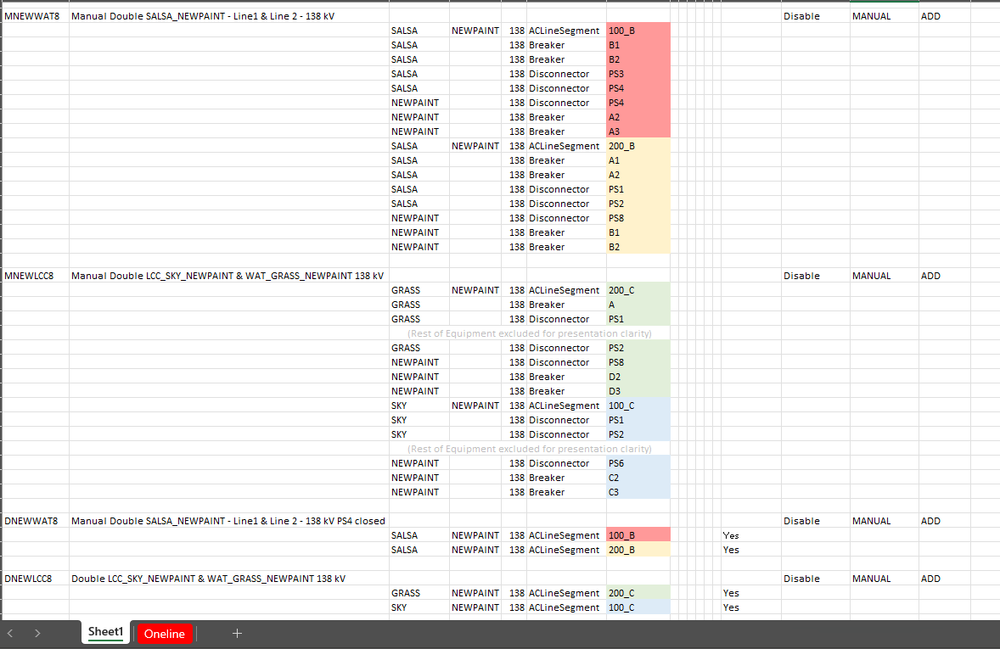 MNEWWAT8 Manual Double SALSA_NEWPAINT - Line1 & Line 2 - 138 kV Disable MANUAL ADD
SALSA NEWPAINT 138 ACLineSegment 100_B
SALSA 138 Breaker B1
SALSA 138 Breaker B2
SALSA 138 Disconnector PS3
SALSA 138 Disconnector PS4
NEWPAINT 138 Disconnector PS4
NEWPAINT 138 Breaker A2
NEWPAINT 138 Breaker A3
SALSA NEWPAINT 138 ACLineSegment 200_B
SALSA 138 Breaker A1
SALSA 138 Breaker A2
SALSA 138 Disconnector PS1
SALSA 138 Disconnector PS2
NEWPAINT 138 Disconnector PS8
NEWPAINT 138 Breaker B1
NEWPAINT 138 Breaker B2
MNEWLCC8 Manual Double LCC_SKY_NEWPAINT & WAT_GRASS_NEWPAINT 138 kV Disable MANUAL ADD
GRASS NEWPAINT 138 ACLineSegment 200_C
GRASS 138 Breaker A
GRASS 138 Disconnector PS1
(Rest of Equipment excluded for presentation clarity)
GRASS 138 Disconnector PS2
NEWPAINT 138 Disconnector PS8
NEWPAINT 138 Breaker D2
NEWPAINT 138 Breaker D3
SKY NEWPAINT 138 ACLineSegment 100_C
SKY 138 Disconnector PS1
SKY 138 Disconnector PS2
(Rest of Equipment excluded for presentation clarity)
NEWPAINT 138 Disconnector PS6
NEWPAINT 138 Breaker C2
NEWPAINT 138 Breaker C3
DNEWWAT8 Manual Double SALSA_NEWPAINT - Line1 & Line 2 - 138 kV PS4 closed Disable MANUAL ADD
SALSA NEWPAINT 138 ACLineSegment 100_B Yes
SALSA NEWPAINT 138 ACLineSegment 200_B Yes
DNEWLCC8 Double LCC_SKY_NEWPAINT & WAT_GRASS_NEWPAINT 138 kV Disable MANUAL ADD
GRASS NEWPAINT 138 ACLineSegment 200_C Yes
SKY NEWPAINT 138 ACLineSegment 100_C Yes
Sheet1 Oneline